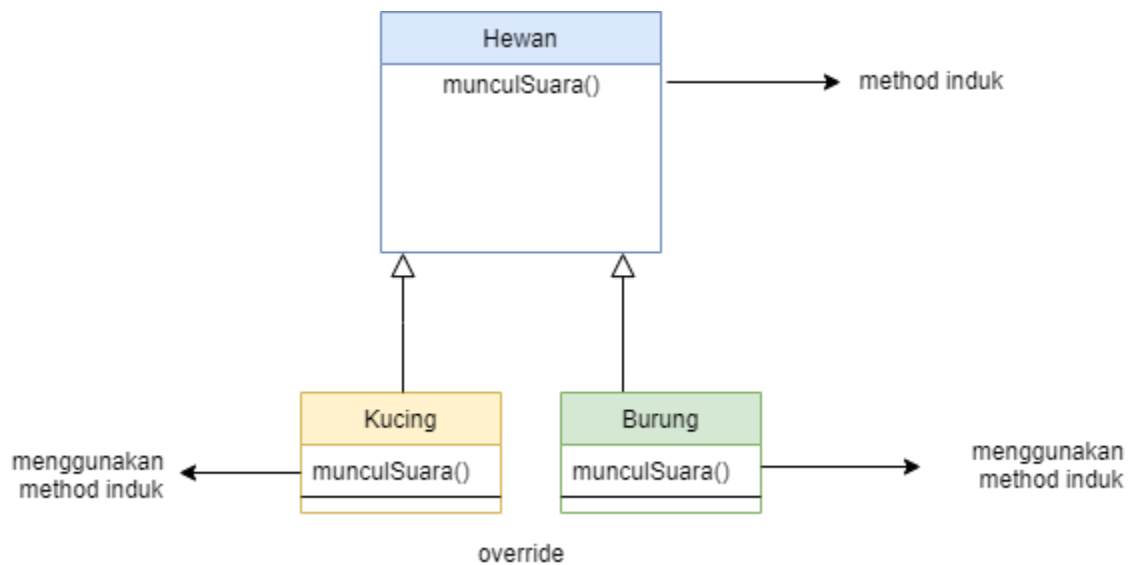 Hewan
munculSuara()
method induk
Kucing
Burung
munculSuara()
munculSuara()
menggunakan
method induk
menggunakan
method induk
override